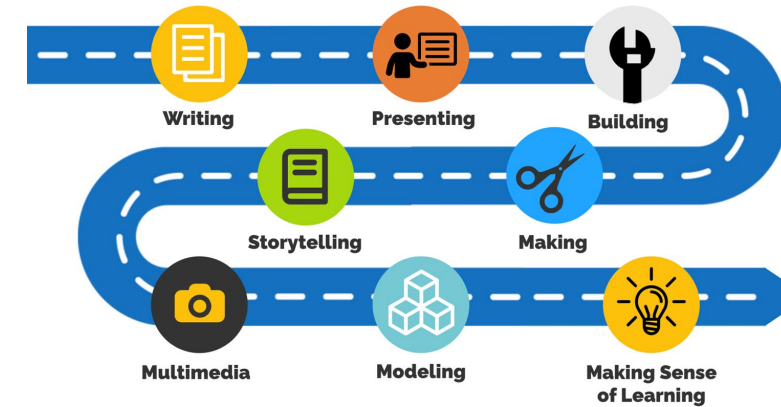 Writing
Presenting
Building
Storytelling
Making
Multimedia
Modeling
Making Sense
of Learning